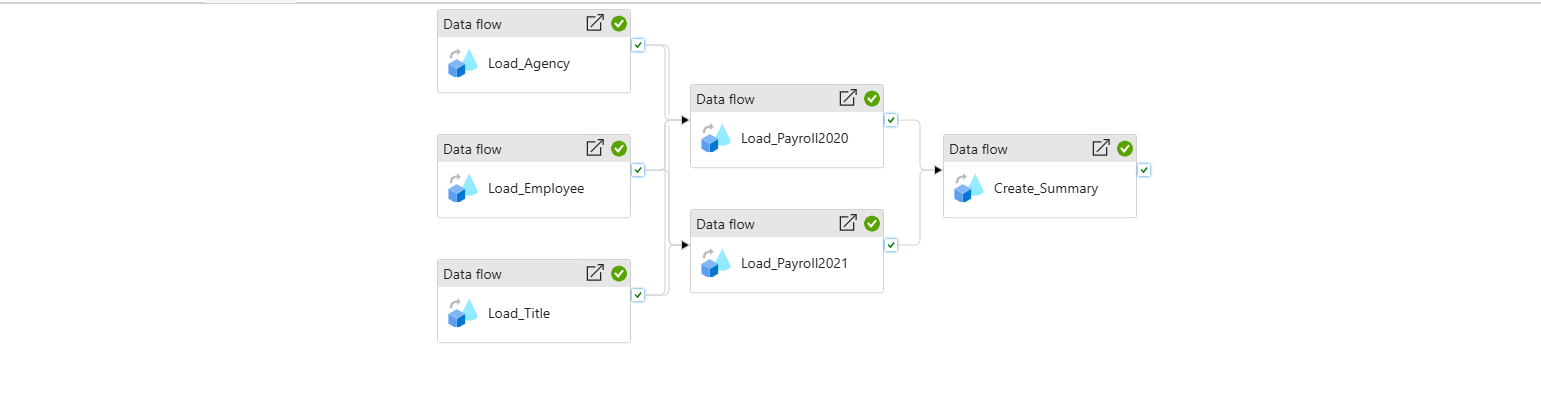 Data flow
Load_Agency
Data flow
Load_Employee
Data flow
Load_Title
Data flow
Load_Payroll2020
Data flow
Load_Payroll2021
Data flow
Create_Summary